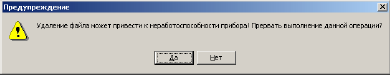 Предупреждение
Удаление файла может привести к неработоспособности прибора! Прервать выполнение данной операции?
Да
Нет